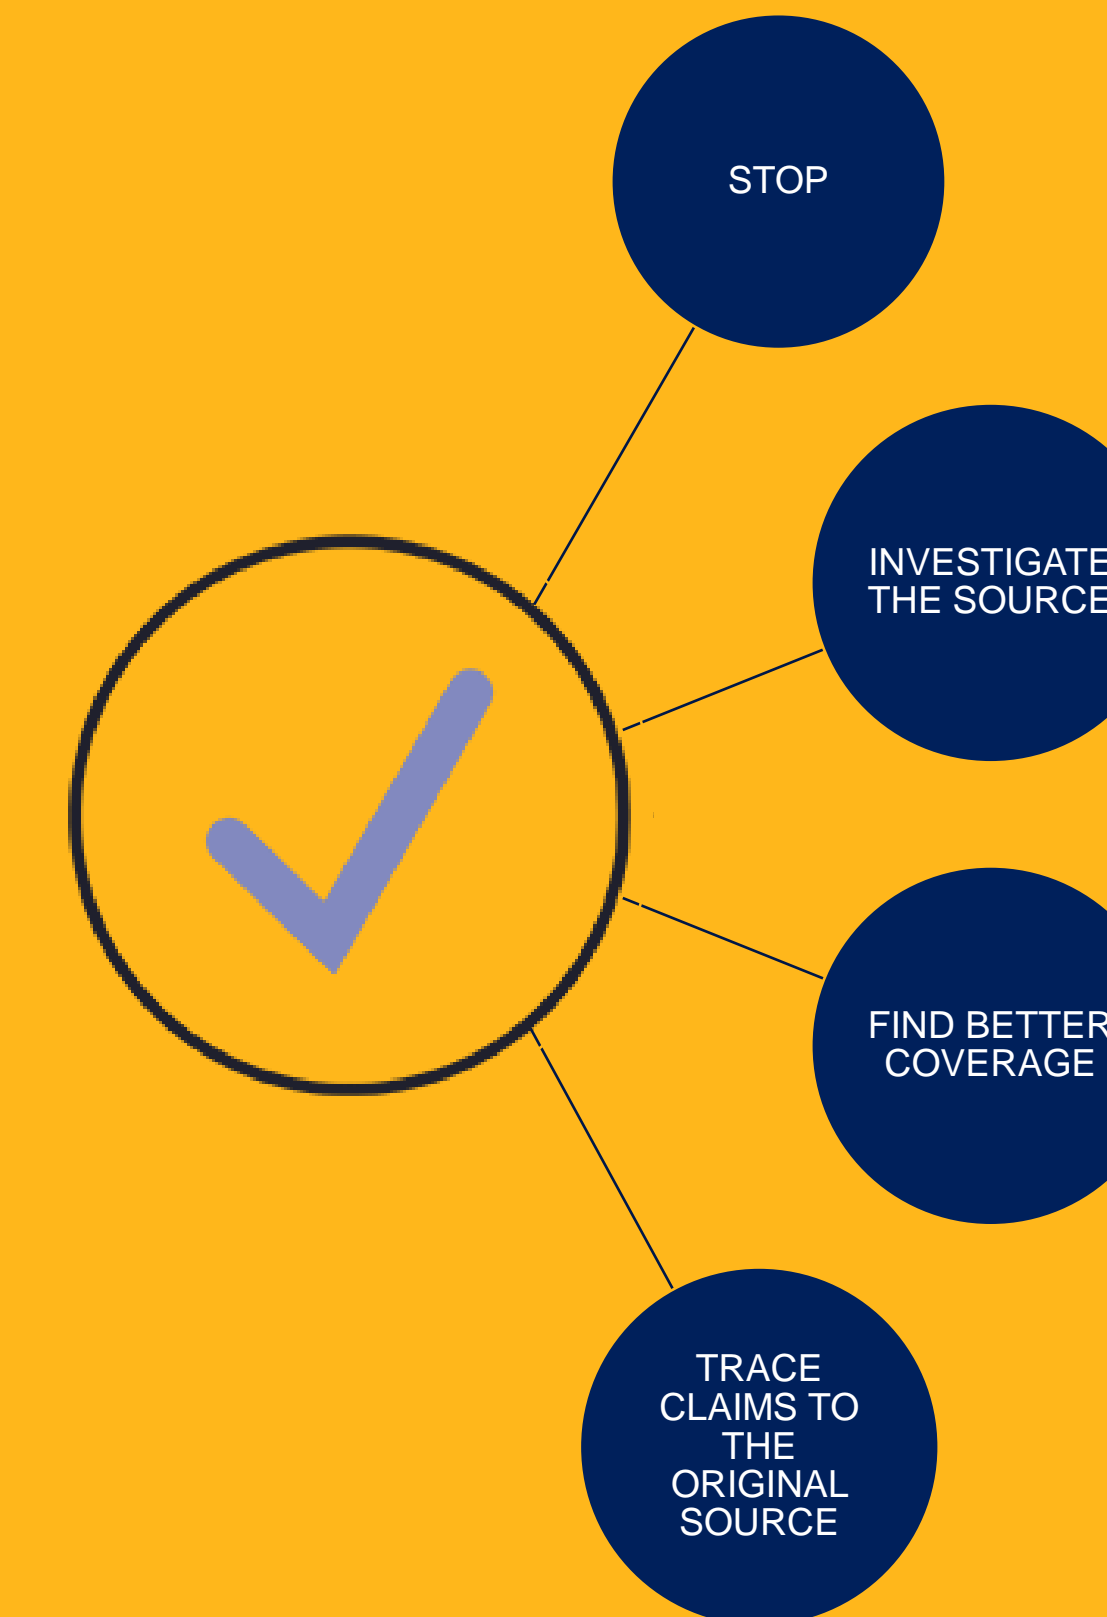 STOP
INVESTIGATE
THE SOURCE
FIND BETTER
COVERAGE
TRACE
CLAIMS TO
THE
ORIGINAL
SOURCE